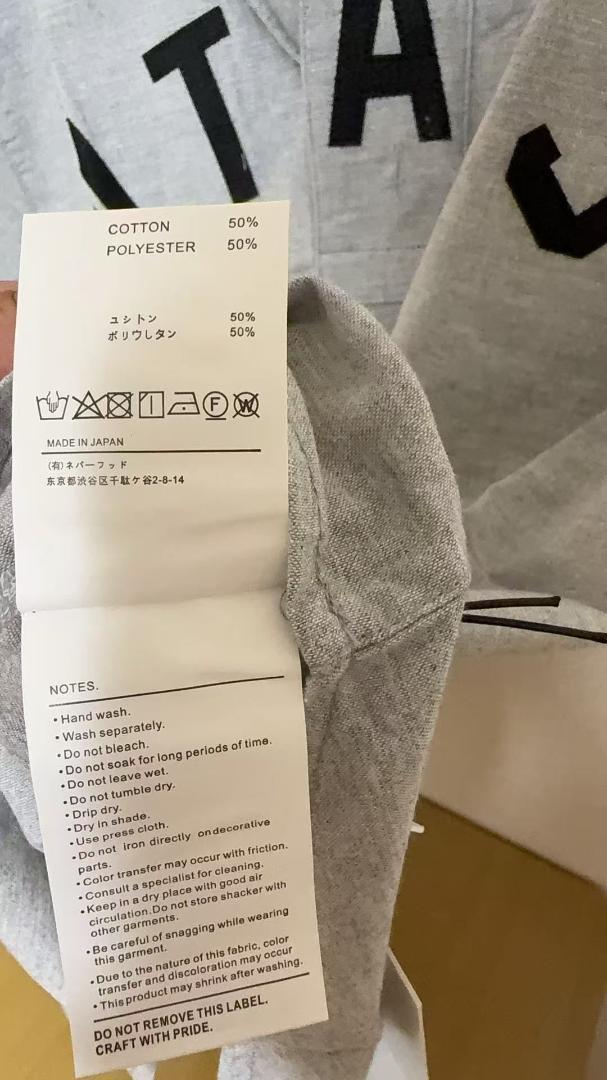 TA
COTTON 50%
POLYESTER 50%
ユシトン 50%
ポリウレタン 50%
F
W
MADE IN JAPAN
(有)ネバーフッド
东京都渋谷区千駄ケ谷2-8-14
NOTES.
•Hand wash.
•Wash separately.
•Do not bleach.
•Do not soak for long periods of time.
•Do not leave wet.
•Do not tumble dry.
•Drip dry.
•Dry in shade.
•Use press cloth.
•Do not iron directly ondecorative
parts.
•Color transfer may occur with friction.
•Consult a specialist for cleaning.
•Keep in a dry place with good air
circulation.Do not store shacker with
other garments.
•Be careful of snagging while wearing
this garment.
•Due to the nature of this fabric, color
transfer and discoloration may occur
•This product may shrink after washing.
DO NOT REMOVE THIS LABEL.
CRAFT WITH PRIDE.